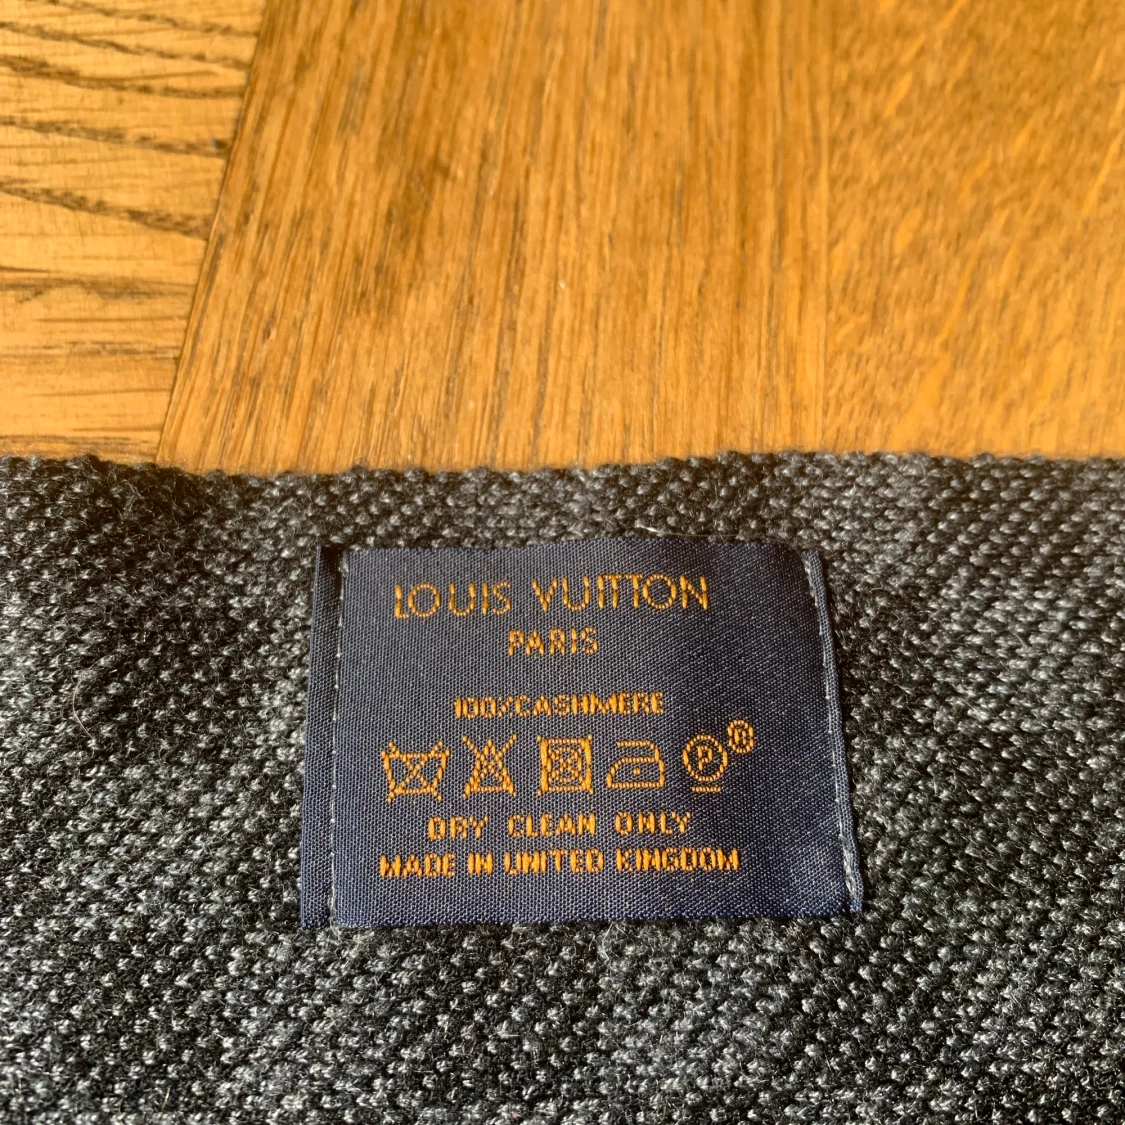 LOUIS VUITTON
PARIS
100% CASHMERE
P R
DRY CLEAN ONLY
MADE IN UNITED KINGDOM